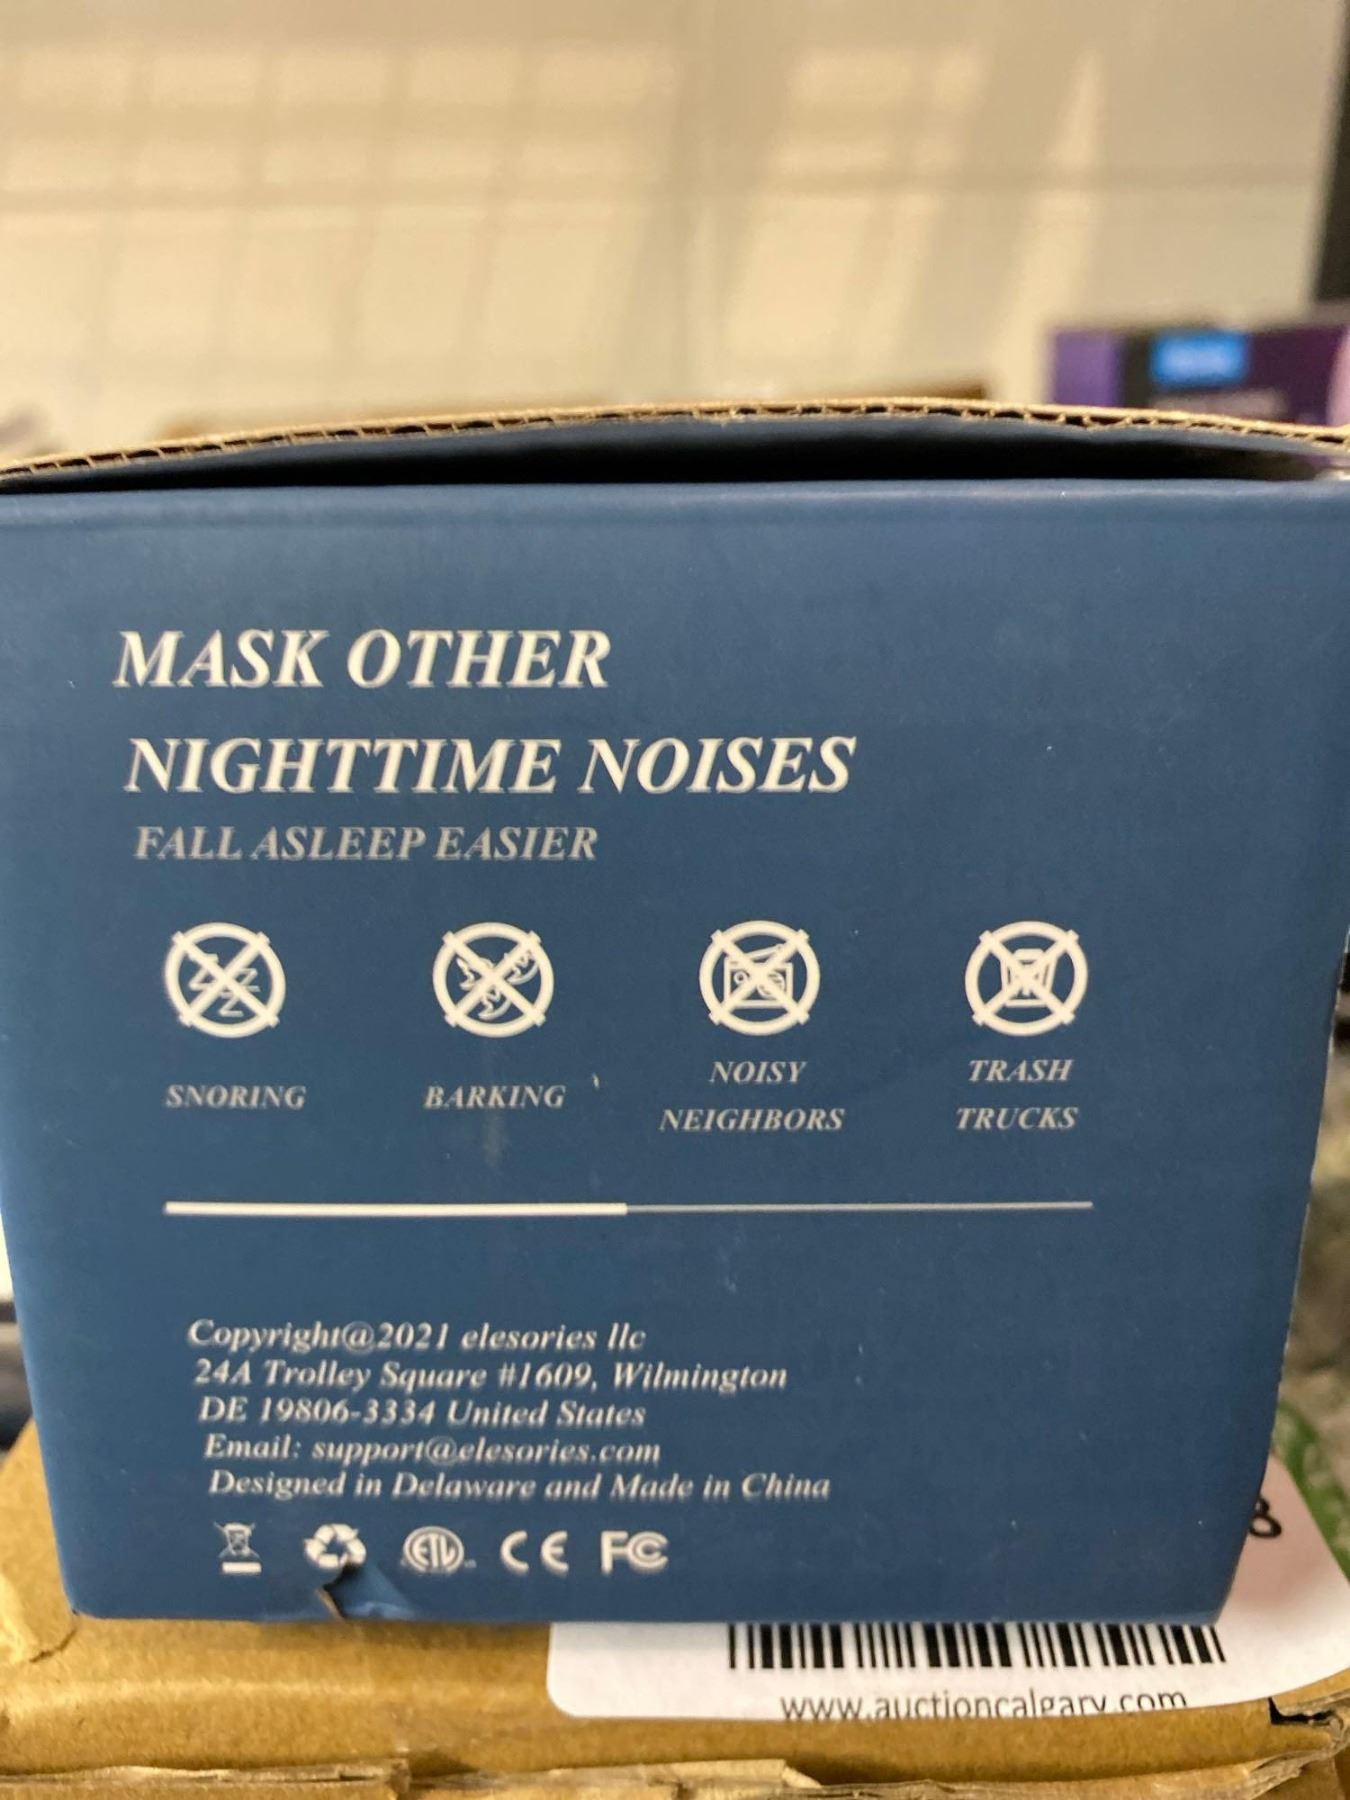 MASK OTHER
NIGHTTIME NOISES
FALL ASLEEP EASIER
SNORING
BARKING
NOISY
NEIGHBORS
TRASH
TRUCKS
Copyright@2021 elesories llc
24A Trolley Square #1609, Wilmington
DE 19806-3334 United States
Email: support@elesories.com
Designed in Delaware and Made in China
ETL CE FC
8
www.auctioncalgary.com